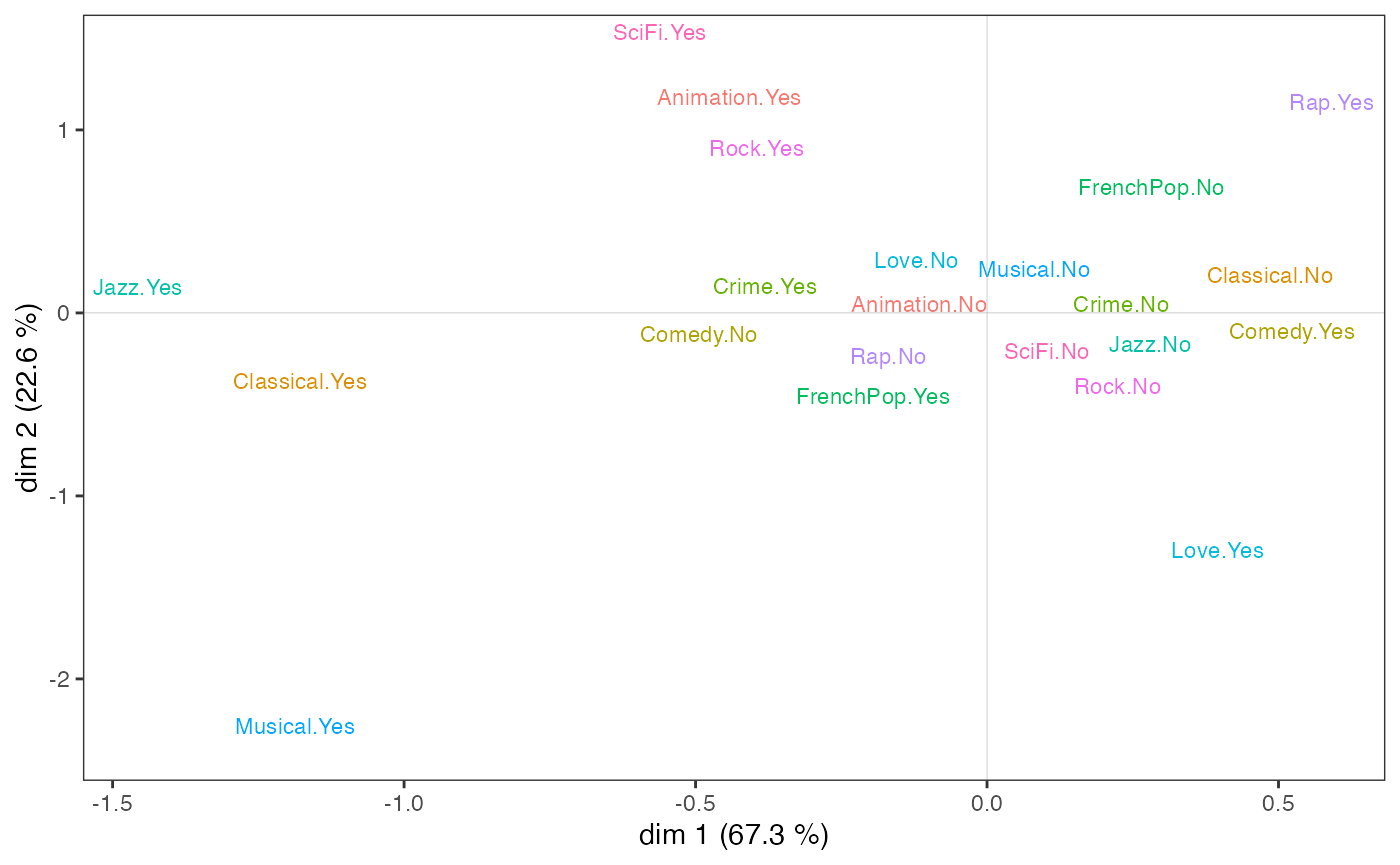 SciFi.Yes
Animation.Yes
Rap.Yes
1
Rock.Yes
FrenchPop.No
Love.No
Musical.No
Classical.No
Jazz.Yes
Crime.Yes
Animation.No
Crime.No
0
Comedy.No
Comedy.Yes
Rap.No
SciFi.No
Jazz.No
Classical.Yes
Rock.No
FrenchPop.Yes
dim 2 (22.6 %)
-1
Love.Yes
-2
Musical.Yes
-1.5 -1.0 -0.5 0.0 0.5
dim 1 (67.3 %)